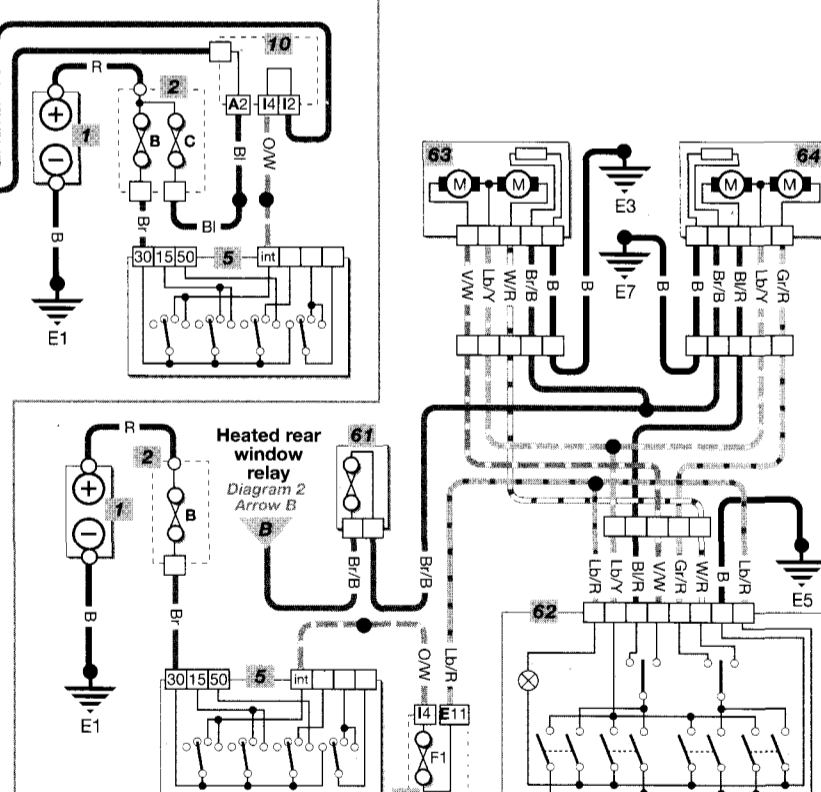 10
R
2
A2 I4 I2
+
1
B C
−
O/W
Bl
Br
Bl
B
30 15 50 5 int
E1
63
M M
64
M M
E3
E7
V/W Lb/Y W/R Br/B B B
B B Br/B Bl/R Lb/Y Gr/R
R
2
Heated rear
window
relay
Diagram 2
Arrow B
B
61
+
1
B
−
Br/B
Br/B
Br
B
E1
30 15 50 5 int
O/W
Lb/R
I4 E11
F1
Lb/R Lb/Y Bl/R V/W Gr/R W/R B Lb/R
E5
62